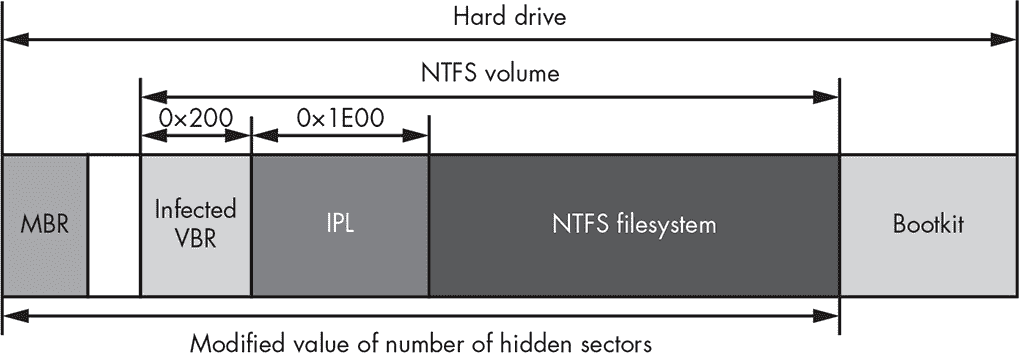 Hard drive
NTFS volume
0×200
0×1E00
MBR
Infected
VBR
IPL
NTFS filesystem
Bootkit
Modified value of number of hidden sectors